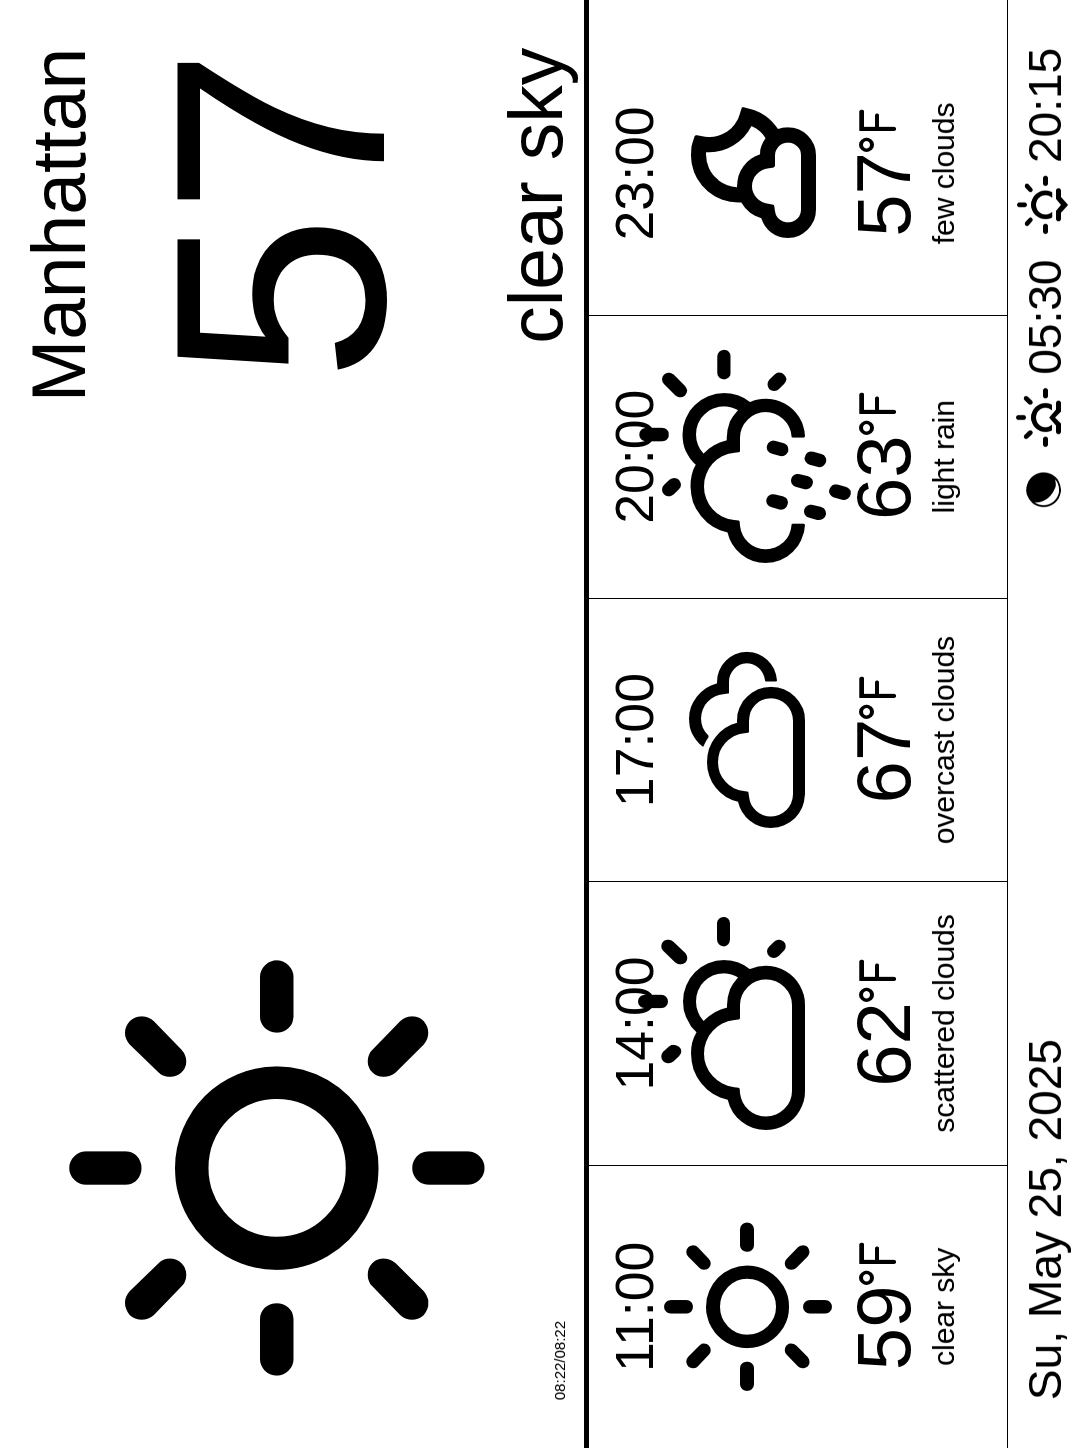 Manhattan
57
clear sky
08:22/08:22
11:00
59°F
clear sky
14:00
62°F
scattered clouds
17:00
67°F
overcast clouds
20:00
63°F
light rain
23:00
57°F
few clouds
Su, May 25, 2025
05:30
20:15